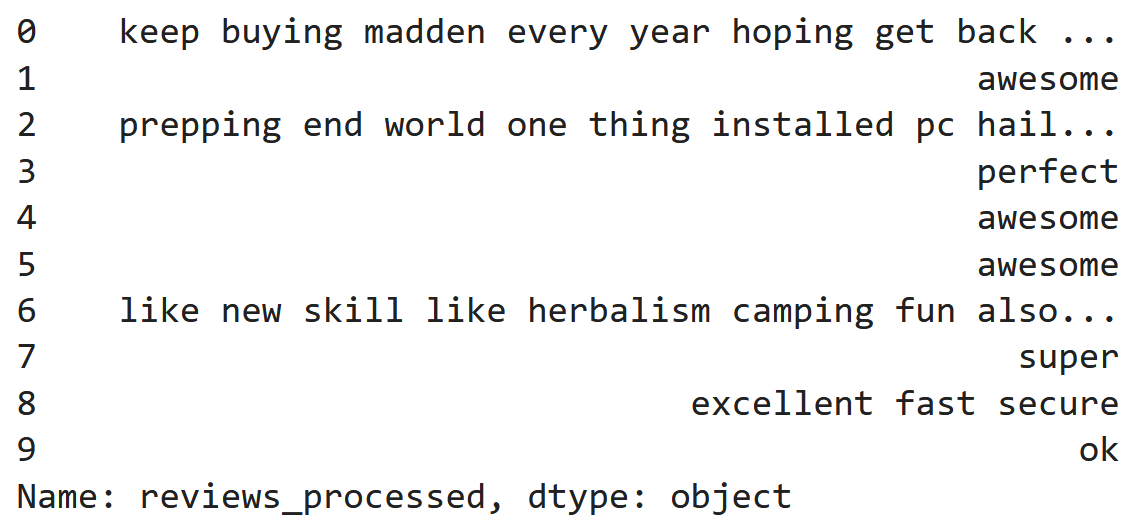 0    keep buying madden every year hoping get back ...
1                                              awesome
2    prepping end world one thing installed pc hail...
3                                              perfect
4                                              awesome
5                                              awesome
6    like new skill like herbalism camping fun also...
7                                                super
8                                excellent fast secure
9                                                   ok
Name: reviews_processed, dtype: object